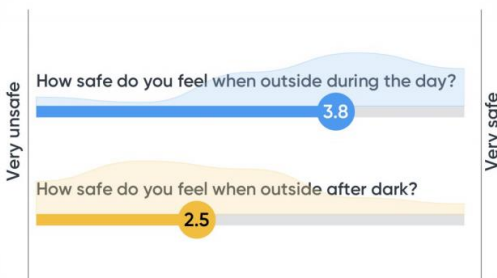 Very unsafe
How safe do you feel when outside during the day?
3.8
How safe do you feel when outside after dark?
2.5
Very safe